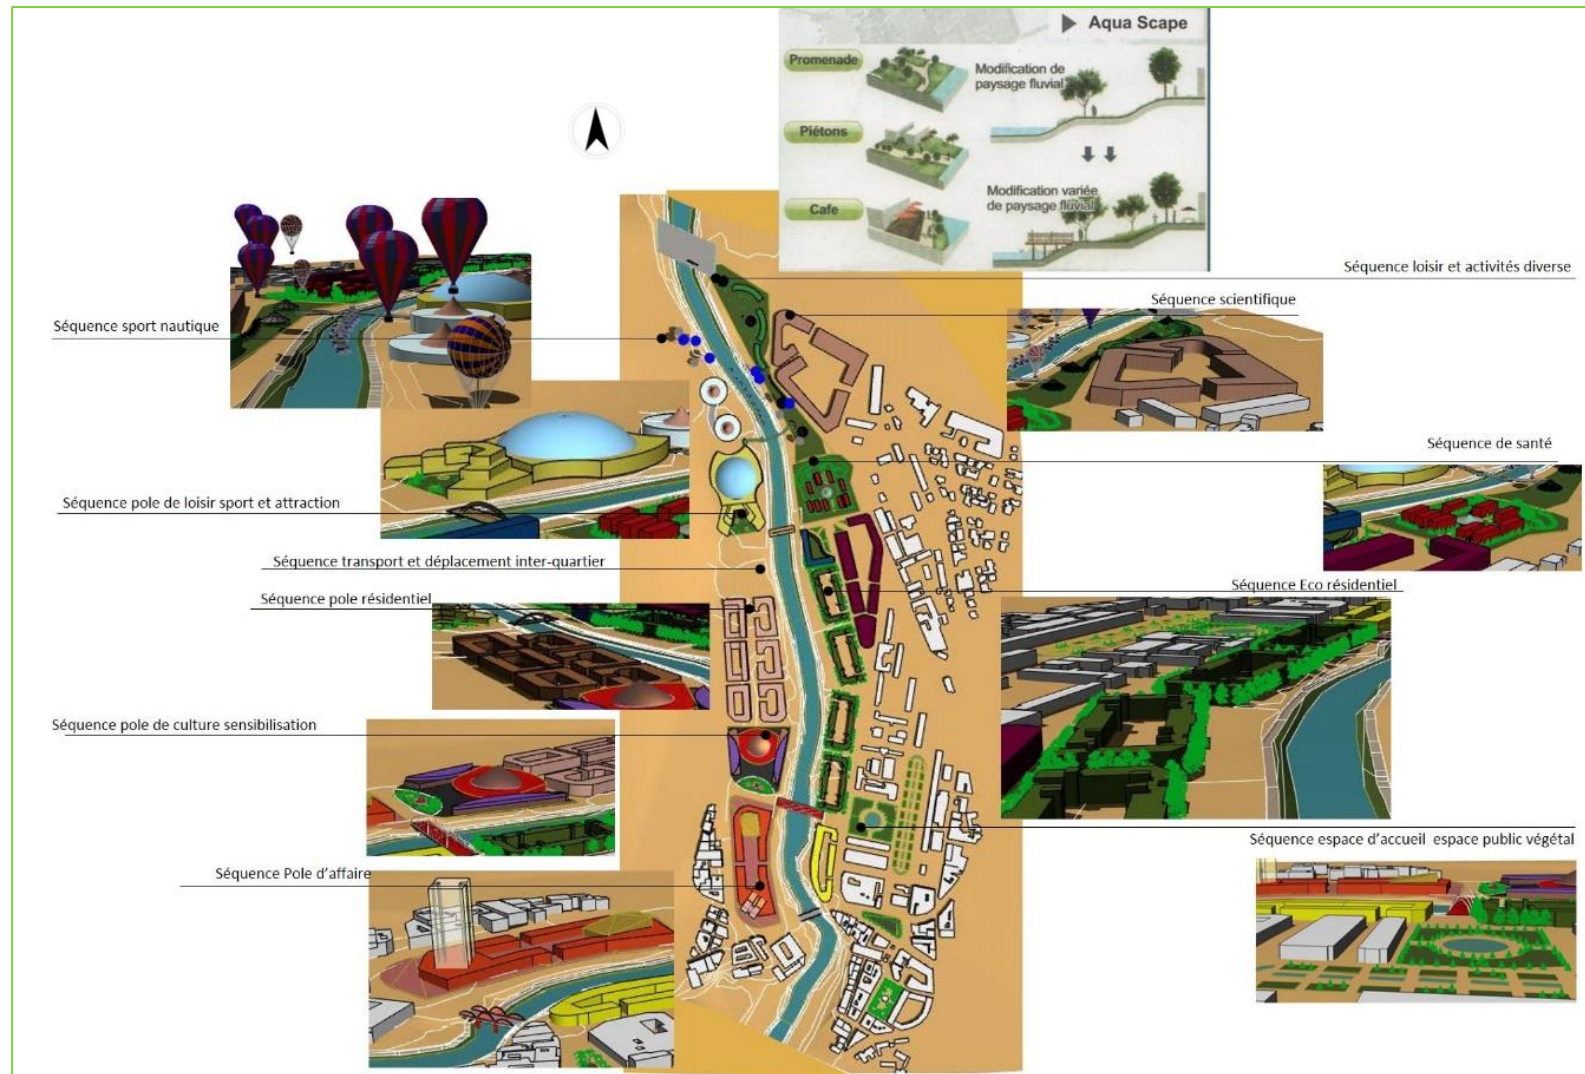 Aqua Scape
Promenade
Modification de
paysage fluvial
Piétons
Modification variée
de paysage fluvial
Cafe
Séquence loisir et activités diverse
Séquence scientifique
Séquence sport nautique
Séquence de santé
Séquence pole de loisir sport et attraction
Séquence transport et déplacement inter-quartier
Séquence Eco résidentiel
Séquence pole résidentiel
Séquence pole de culture sensibilisation
Séquence espace d'accueil espace public végétal
Séquence Pole d'affaire